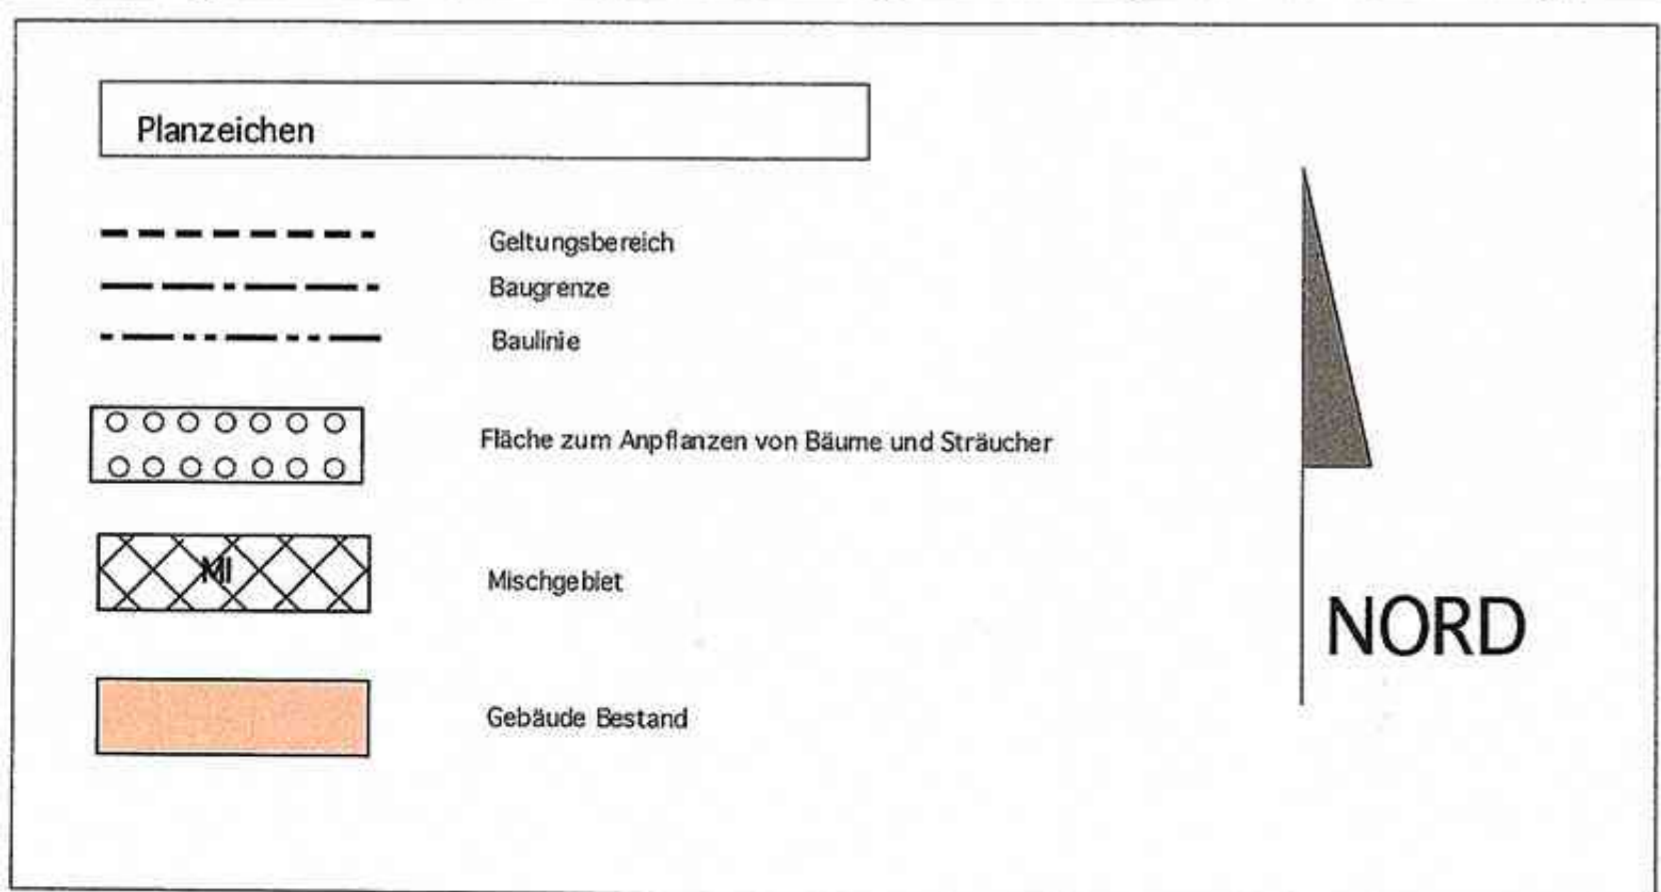 Planzeichen
Geltungsbereich
Baugrenze
Baulinie
Fläche zum Anpflanzen von Bäume und Sträucher
MI
Mischgebiet
Gebäude Bestand
NORD